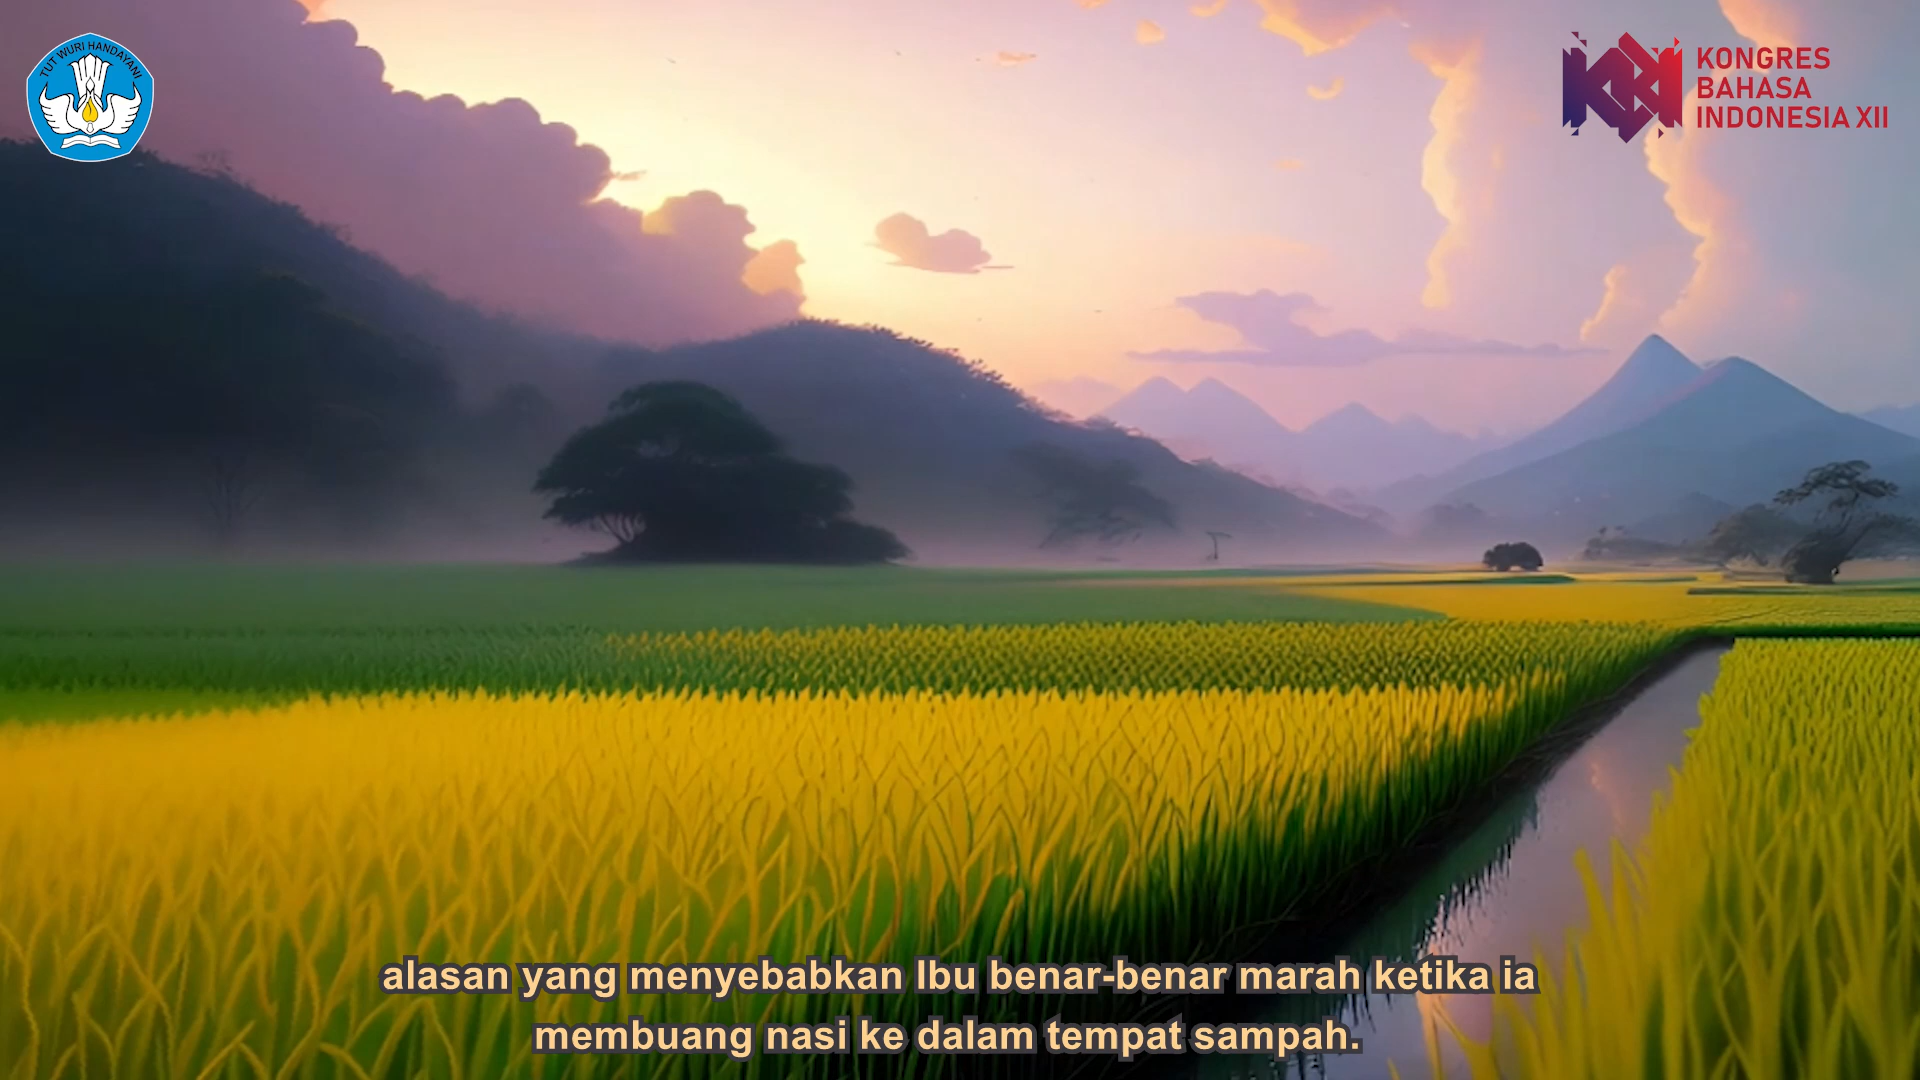 TUT WURI HANDAYANI
KONGRES
BAHASA
INDONESIA XII
alasan yang menyebabkan Ibu benar-benar marah ketika ia
membuang nasi ke dalam tempat sampah.